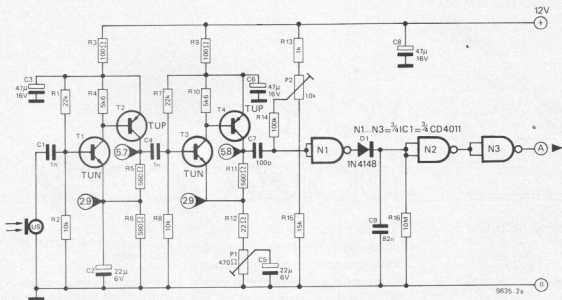 12V
+
R3
100Ω
R9
100Ω
R13
1k
C8
47µ
16V
C3
47µ
16V
R1
22k
R4
5k6
T2
TUP
R7
22k
R10
5k6
T4
C6
47µ
16V
TUP
P2
10k
R14
100k
N1...N3=¾IC1=¾CD4011
C1
1n
T1
TUN
5.7
C4
1n
T3
TUN
5.8
C7
100p
N1
D1
1N4148
N2
N3
A
R5
560Ω
R11
560Ω
2.9
2.9
US
R2
10k
R6
560Ω
R8
10k
R12
22Ω
R15
15k
C9
82n
R16
10M
C2
22µ
6V
P1
470Ω
C5
22µ
6V
0
9835.2a